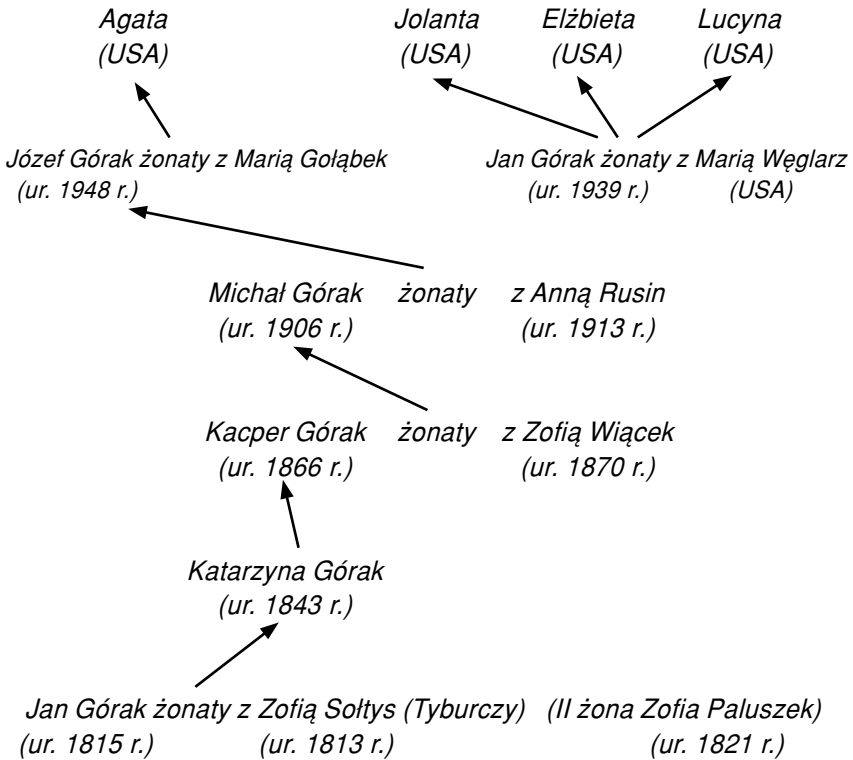 Agata Jolanta Elżbieta Lucyna
(USA) (USA) (USA) (USA)
Józef Górak żonaty z Marią Gołąbek Jan Górak żonaty z Marią Węglarz
(ur. 1948 r.) (ur. 1939 r.) (USA)
Michał Górak żonaty z Anną Rusin
(ur. 1906 r.) (ur. 1913 r.)
Kacper Górak żonaty z Zofią Wiącek
(ur. 1866 r.) (ur. 1870 r.)
Katarzyna Górak
(ur. 1843 r.)
Jan Górak żonaty z Zofią Sołtys (Tyburczy) (II żona Zofia Paluszek)
(ur. 1815 r.) (ur. 1813 r.) (ur. 1821 r.)